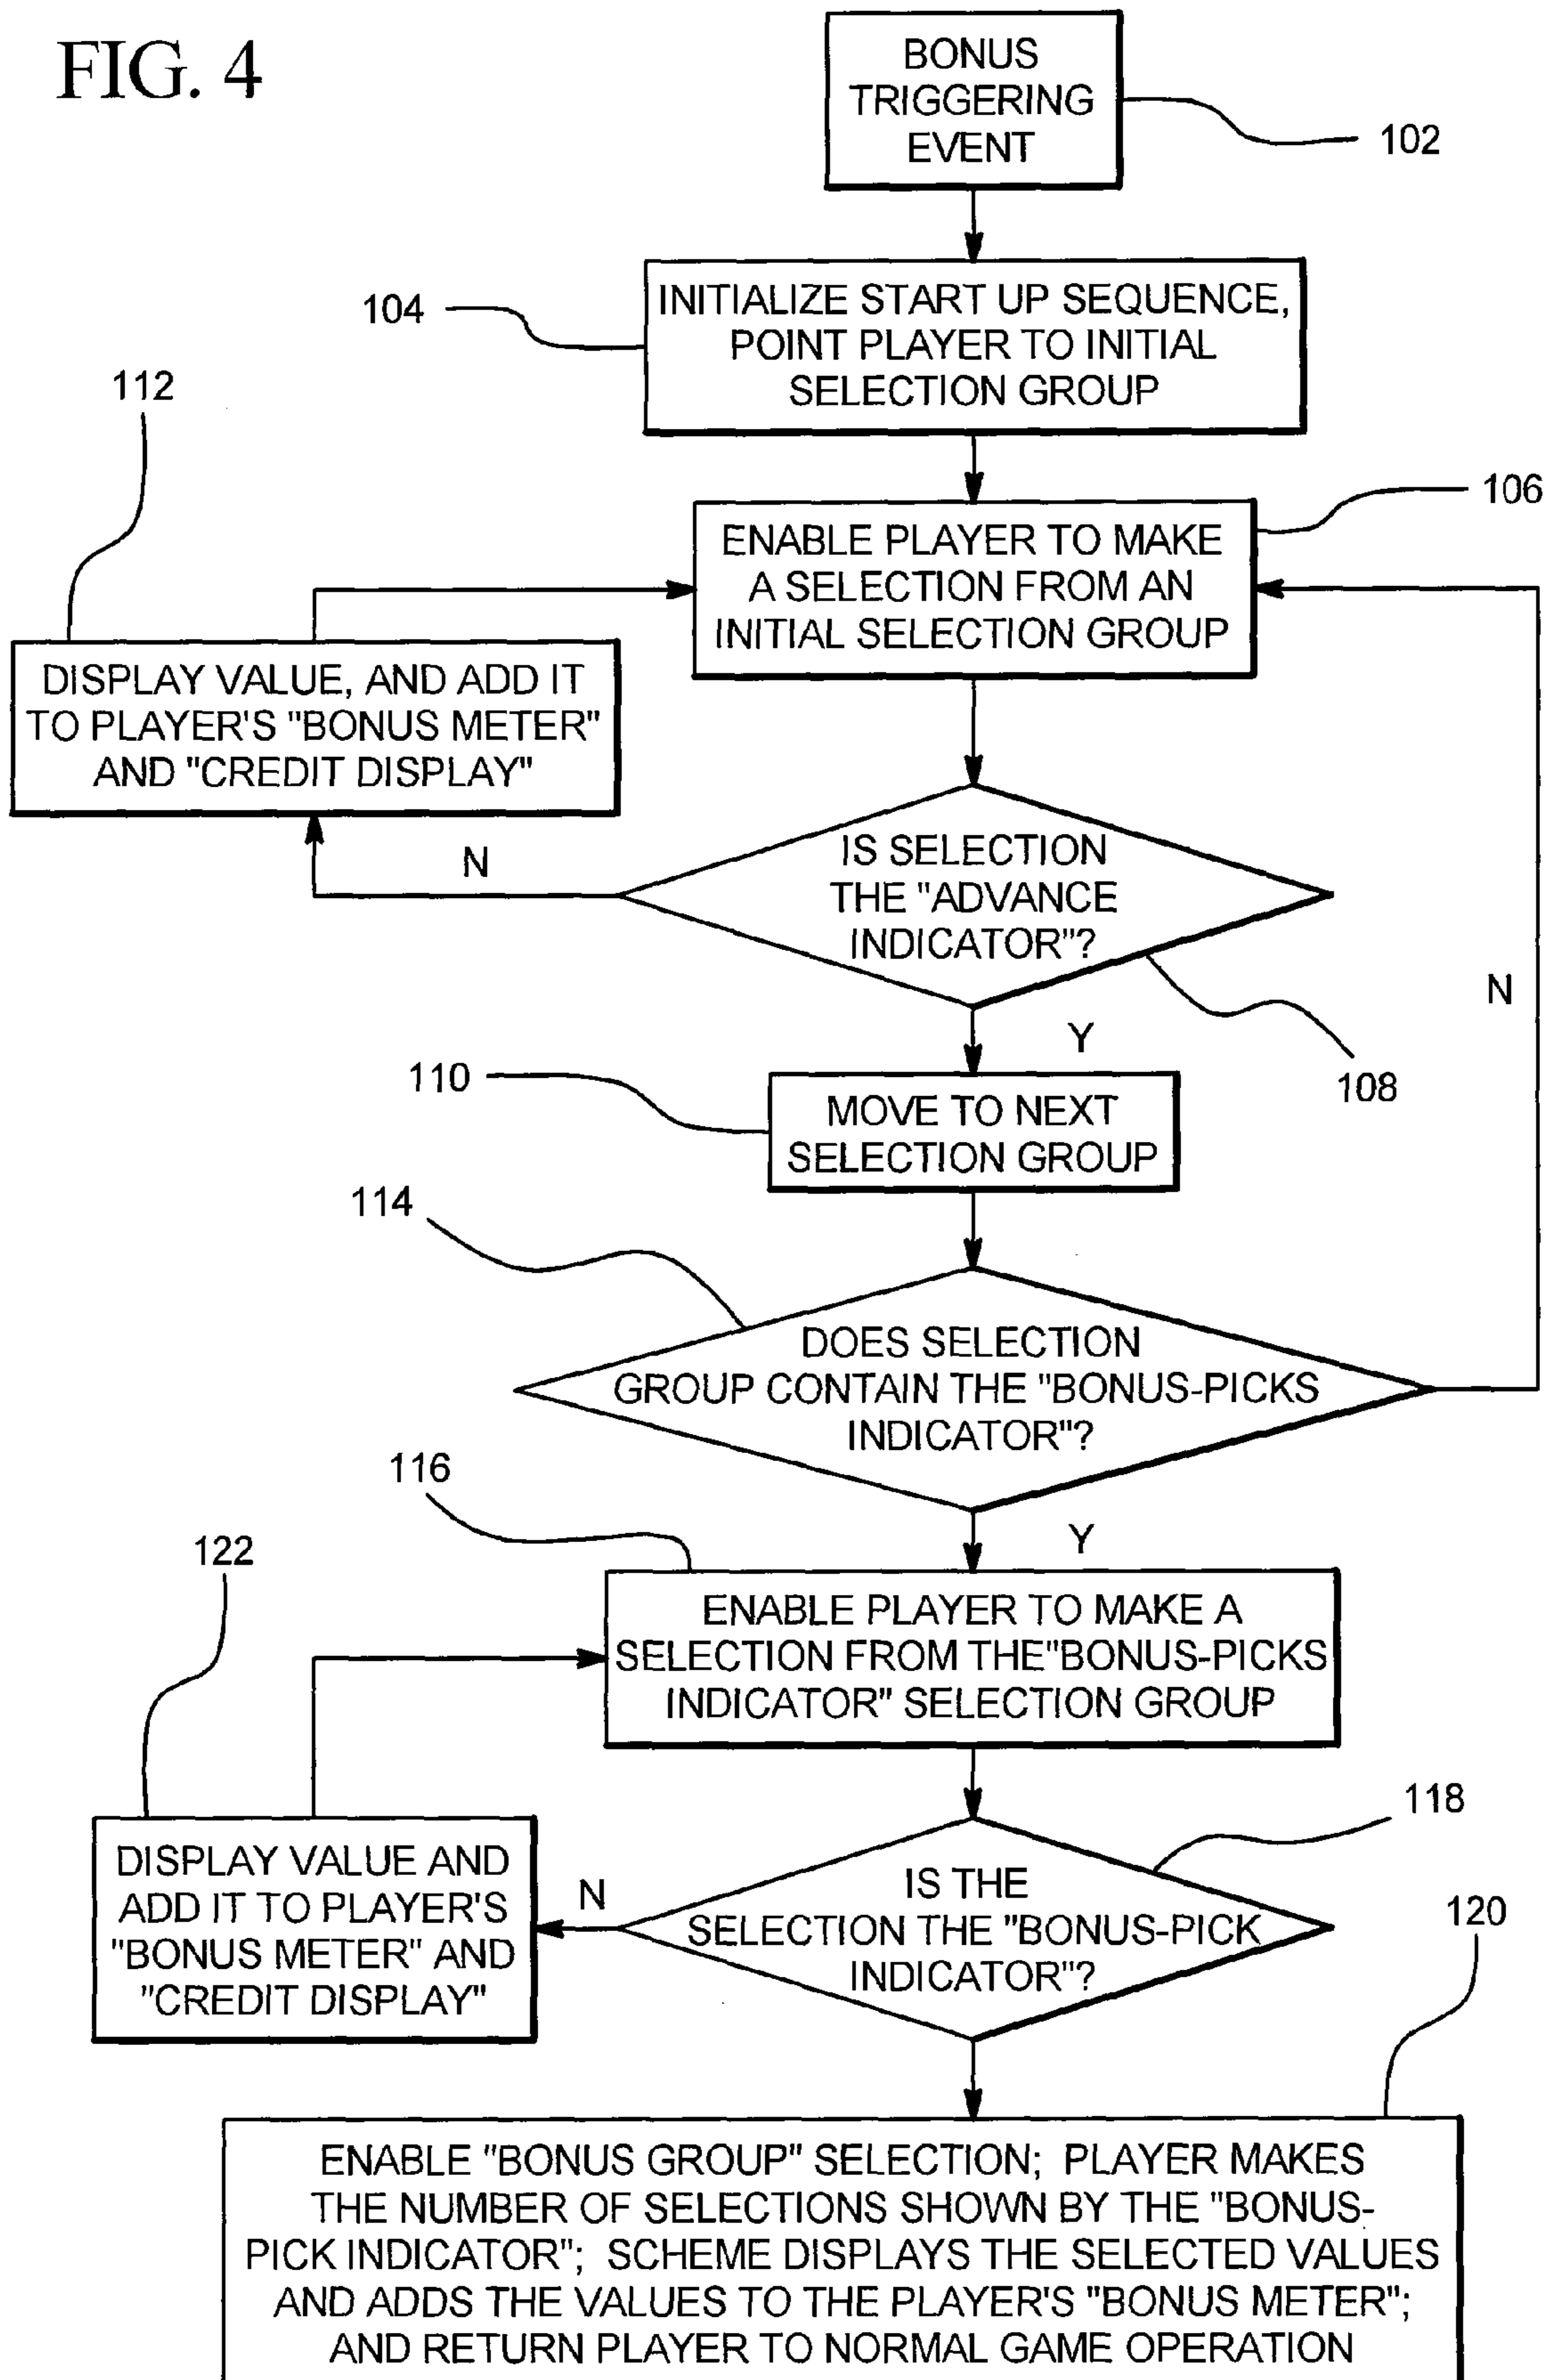 FIG. 4
BONUS
TRIGGERING
EVENT
102
104
INITIALIZE START UP SEQUENCE,
POINT PLAYER TO INITIAL
SELECTION GROUP
112
106
ENABLE PLAYER TO MAKE
A SELECTION FROM AN
INITIAL SELECTION GROUP
DISPLAY VALUE, AND ADD IT
TO PLAYER'S "BONUS METER"
AND "CREDIT DISPLAY"
N
IS SELECTION
THE "ADVANCE
INDICATOR"?
N
Y
108
110
MOVE TO NEXT
SELECTION GROUP
114
DOES SELECTION
GROUP CONTAIN THE "BONUS-PICKS
INDICATOR"?
116
Y
122
ENABLE PLAYER TO MAKE A
SELECTION FROM THE"BONUS-PICKS
INDICATOR" SELECTION GROUP
118
DISPLAY VALUE AND
ADD IT TO PLAYER'S
"BONUS METER" AND
"CREDIT DISPLAY"
N
IS THE
SELECTION THE "BONUS-PICK
INDICATOR"?
120
ENABLE "BONUS GROUP" SELECTION; PLAYER MAKES
THE NUMBER OF SELECTIONS SHOWN BY THE "BONUS-
PICK INDICATOR"; SCHEME DISPLAYS THE SELECTED VALUES
AND ADDS THE VALUES TO THE PLAYER'S "BONUS METER";
AND RETURN PLAYER TO NORMAL GAME OPERATION